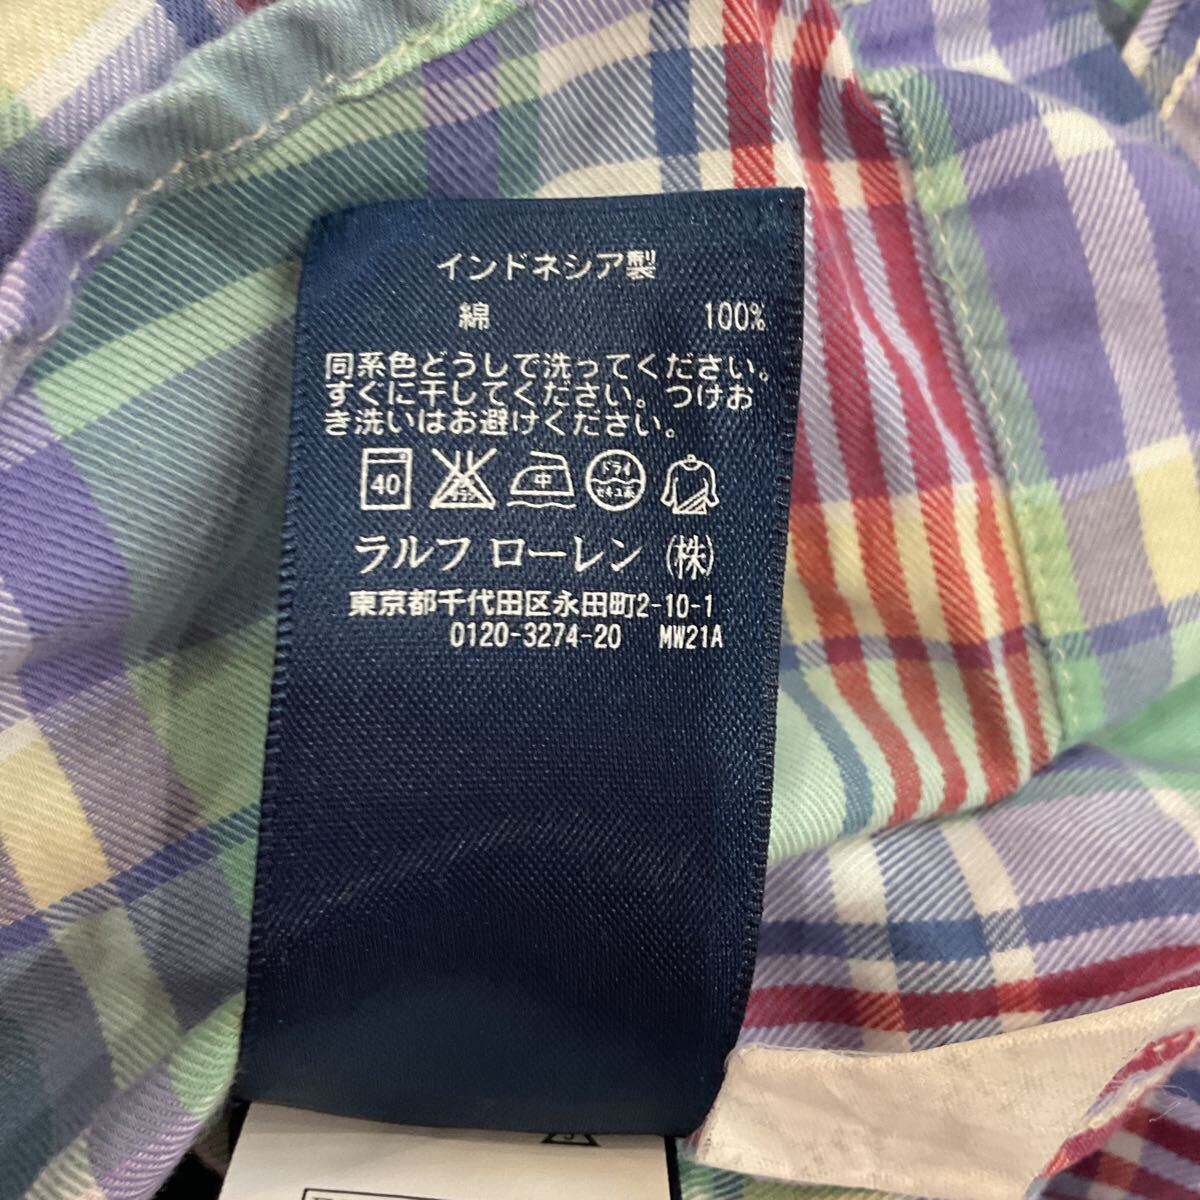 インドネシア製
綿 100%
同系色どうしで洗ってください。
すぐに干してください。つけお
き洗いはお避けください。
40 中 ドライ セキユ系
ラルフ ローレン (株)
東京都千代田区永田町2-10-1
0120-3274-20 MW21A